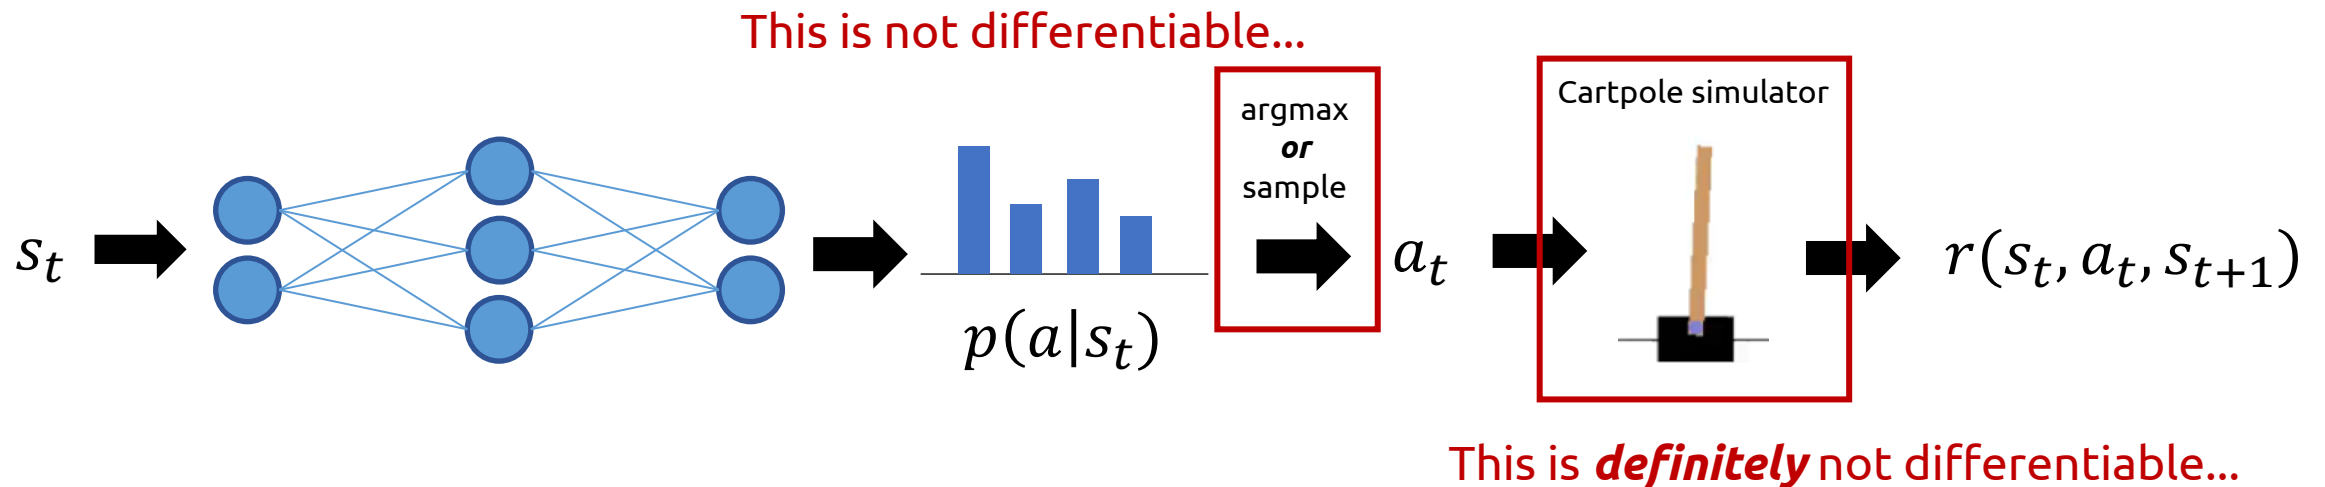 This is not differentiable...
argmax
or
sample
Cartpole simulator
s_t
p(a|s_t)
a_t
r(s_t, a_t, s_{t+1})
This is definitely not differentiable...